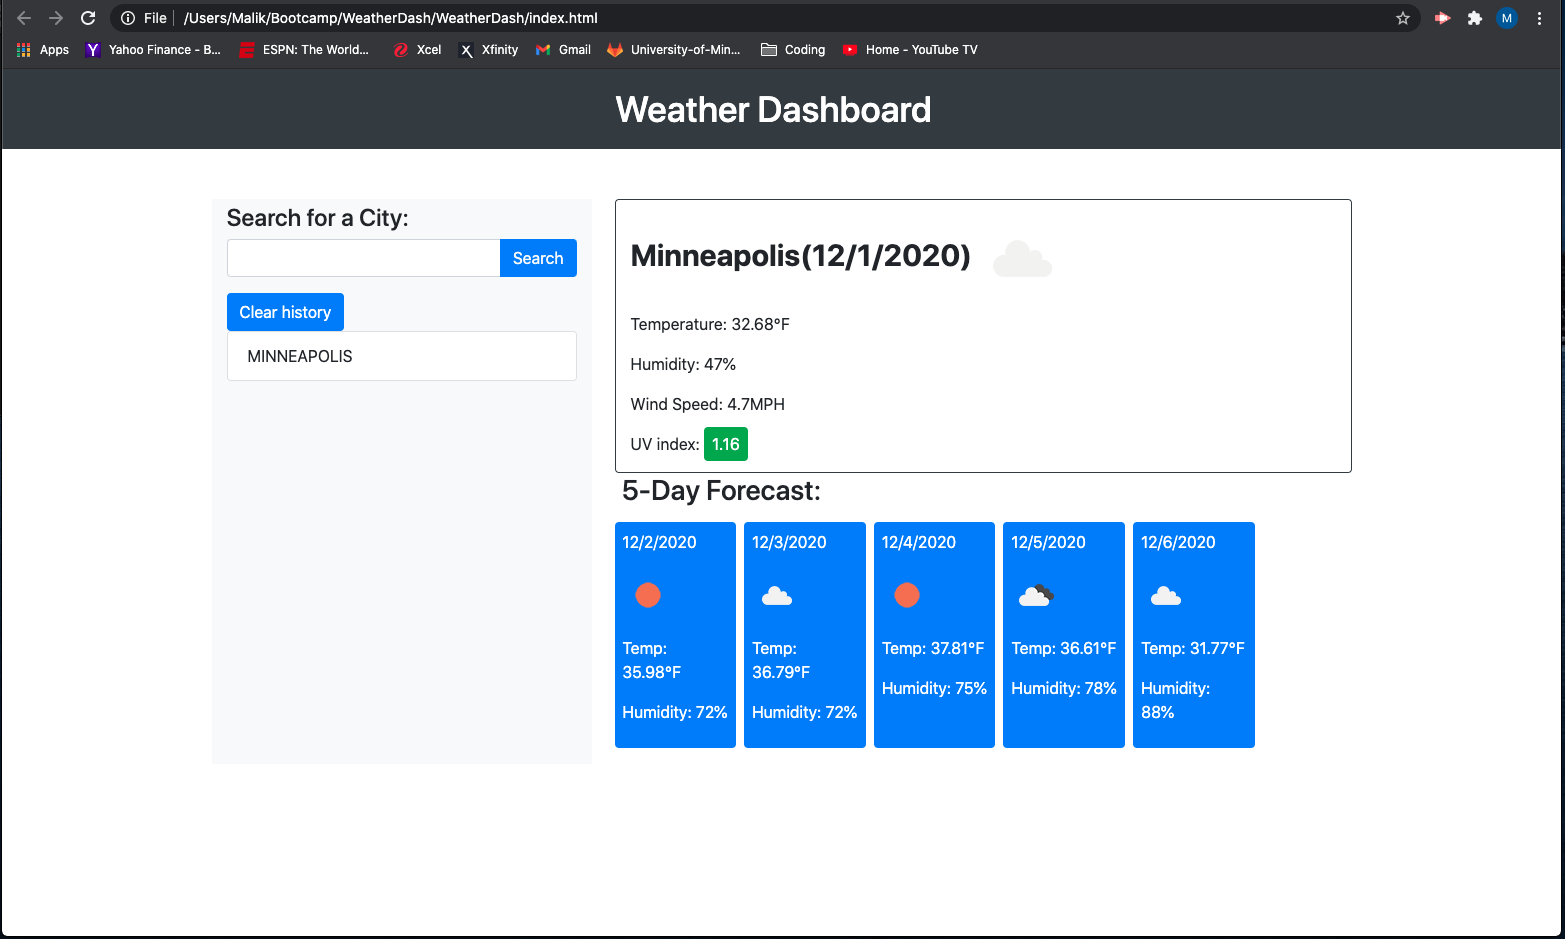 File /Users/Malik/Bootcamp/WeatherDash/WeatherDash/index.html
M
Apps Yahoo Finance - B... ESPN: The World... Xcel Xfinity Gmail University-of-Min... Coding Home - YouTube TV
Weather Dashboard
Search for a City:
Search
Clear history
MINNEAPOLIS
Minneapolis(12/1/2020)
Temperature: 32.68°F
Humidity: 47%
Wind Speed: 4.7MPH
UV index: 1.16
5-Day Forecast:
12/2/2020
Temp:
35.98°F
Humidity: 72%
12/3/2020
Temp:
36.79°F
Humidity: 72%
12/4/2020
Temp: 37.81°F
Humidity: 75%
12/5/2020
Temp: 36.61°F
Humidity: 78%
12/6/2020
Temp: 31.77°F
Humidity:
88%